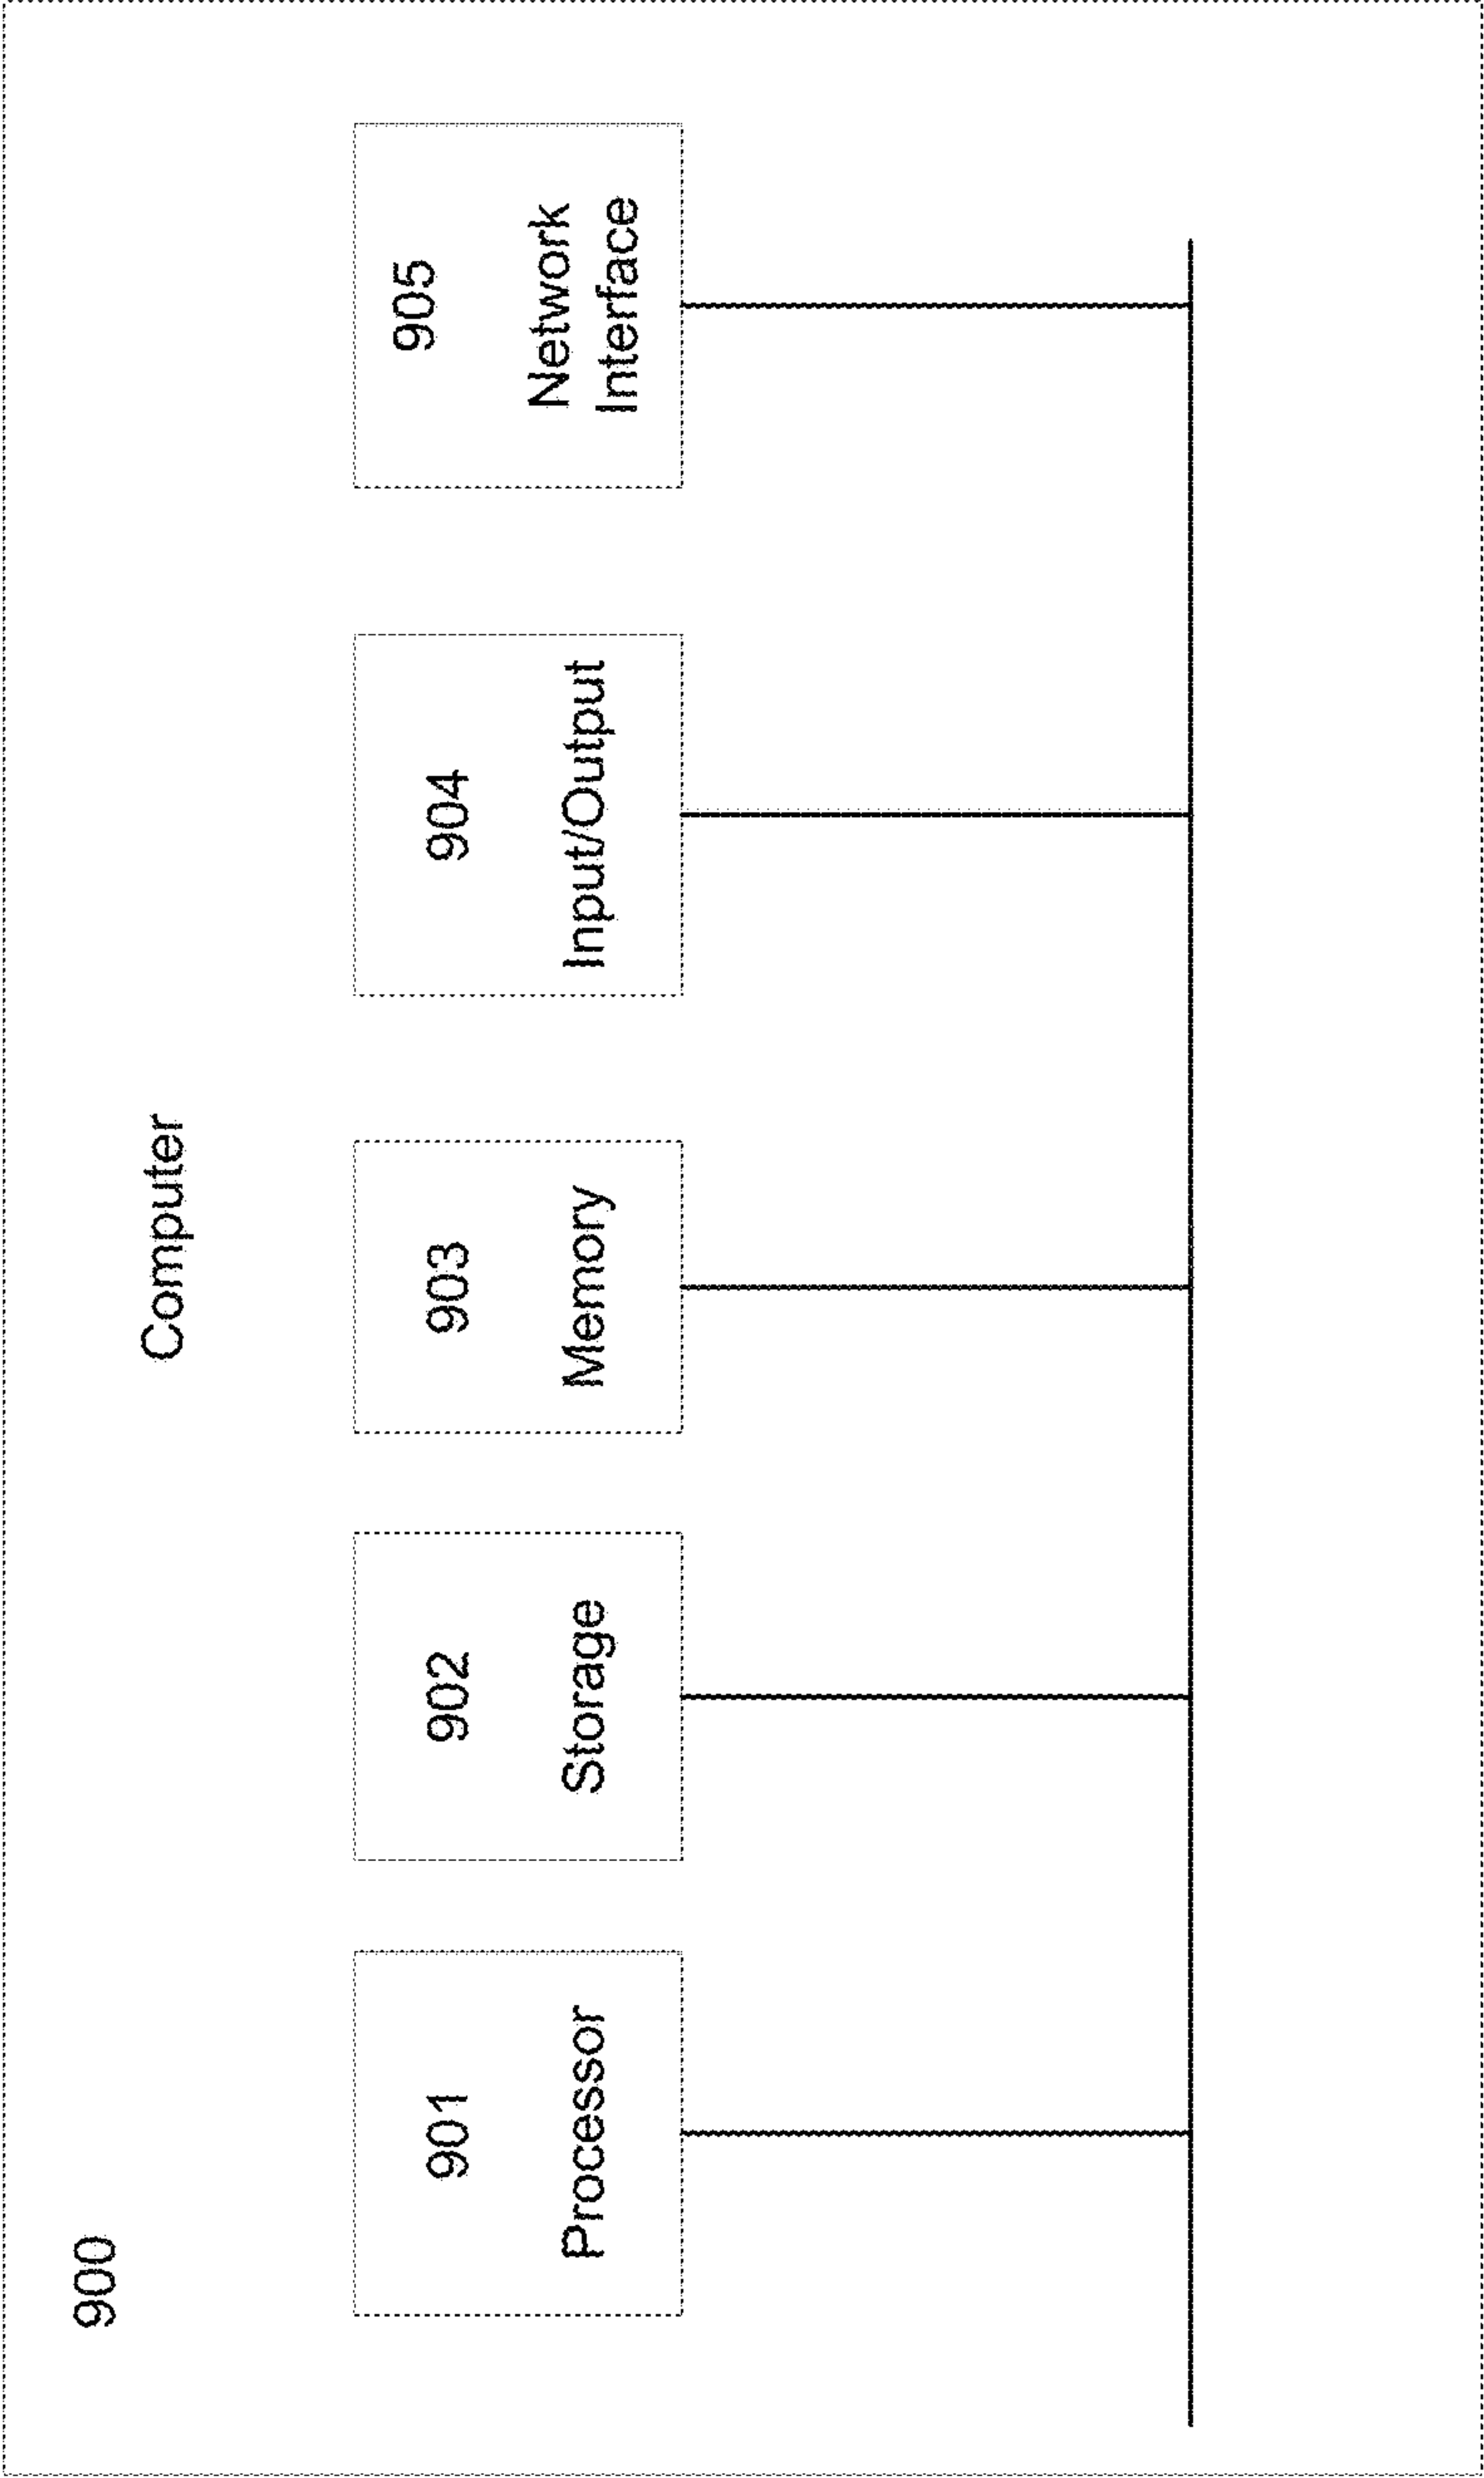 900
Computer
901
Processor
902
Storage
903
Memory
904
Input/Output
905
Network
Interface